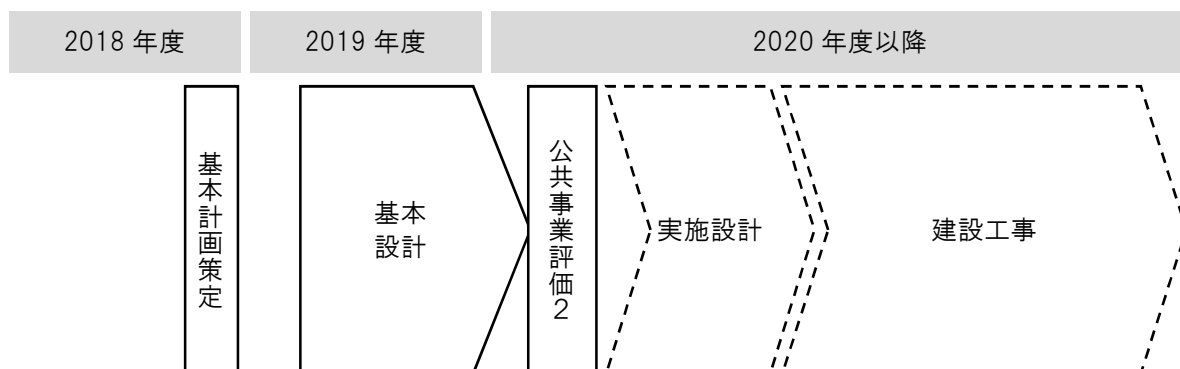 2018 年度
2019 年度
2020 年度以降
基本計画策定
基本
設計
公共事業評価２
実施設計
建設工事